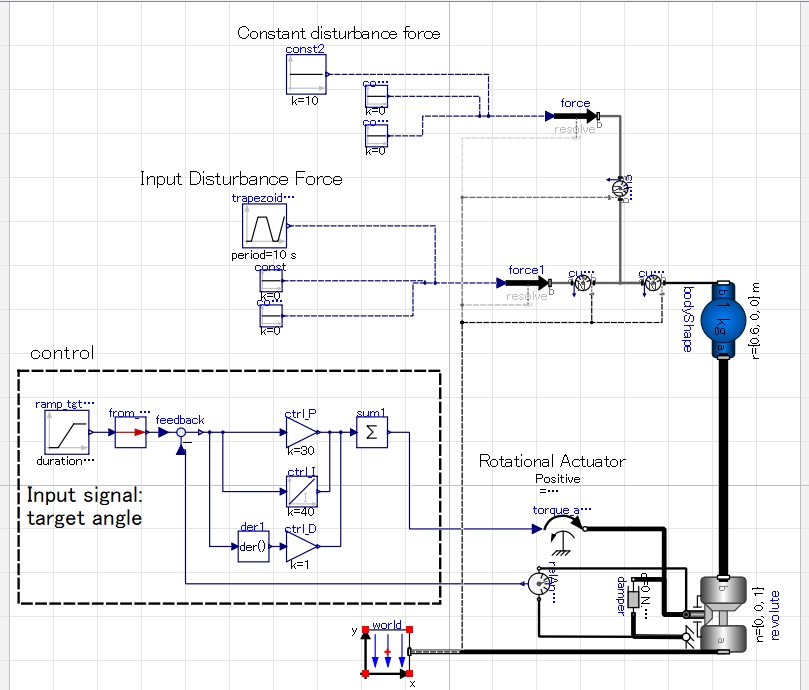 Constant disturbance force
const2
k=10
co...
k=0
co...
k=0
force
resolve
b
Input Disturbance Force
trapezoid...
period=10 s
const
k=0
co...
k=0
force1
resolve
b
cu...
cu...
b
1
kg
a
bodyShape
r={0.6, 0, 0} m
control
ramp_tgt...
duration...
from_...
feedback
ctrl_P
k=30
sum1
Σ
ctrl_I
I
k=40
der1
der()
ctrl_D
k=1
Input signal:
target angle
Rotational Actuator
Positive
=...
torque_a...
damper
b
a
n={0, 0, 1}
revolute
world
y
x